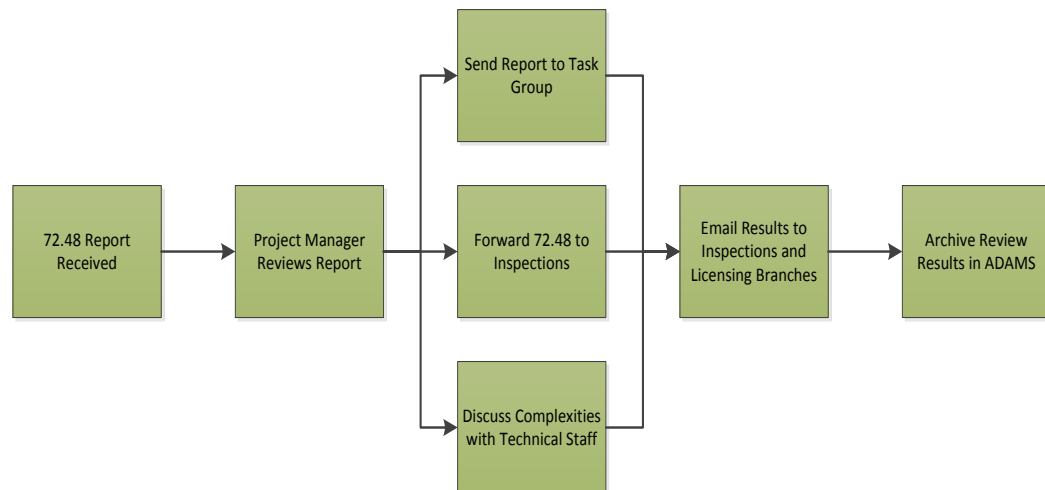 72.48 Report
Received
Project Manager
Reviews Report
Send Report to Task
Group
Forward 72.48 to
Inspections
Discuss Complexities
with Technical Staff
Email Results to
Inspections and
Licensing Branches
Archive Review
Results in ADAMS